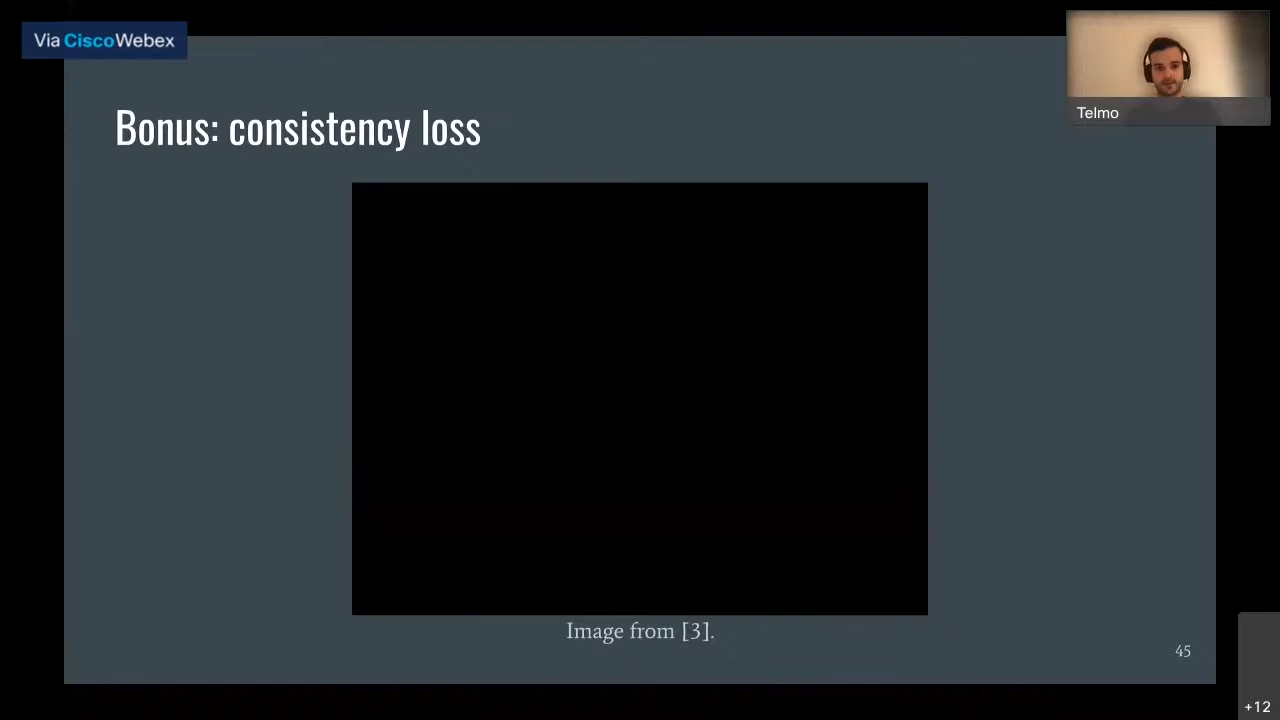 Via CiscoWebex
Telmo
Bonus: consistency loss
Image from [3].
45
+12